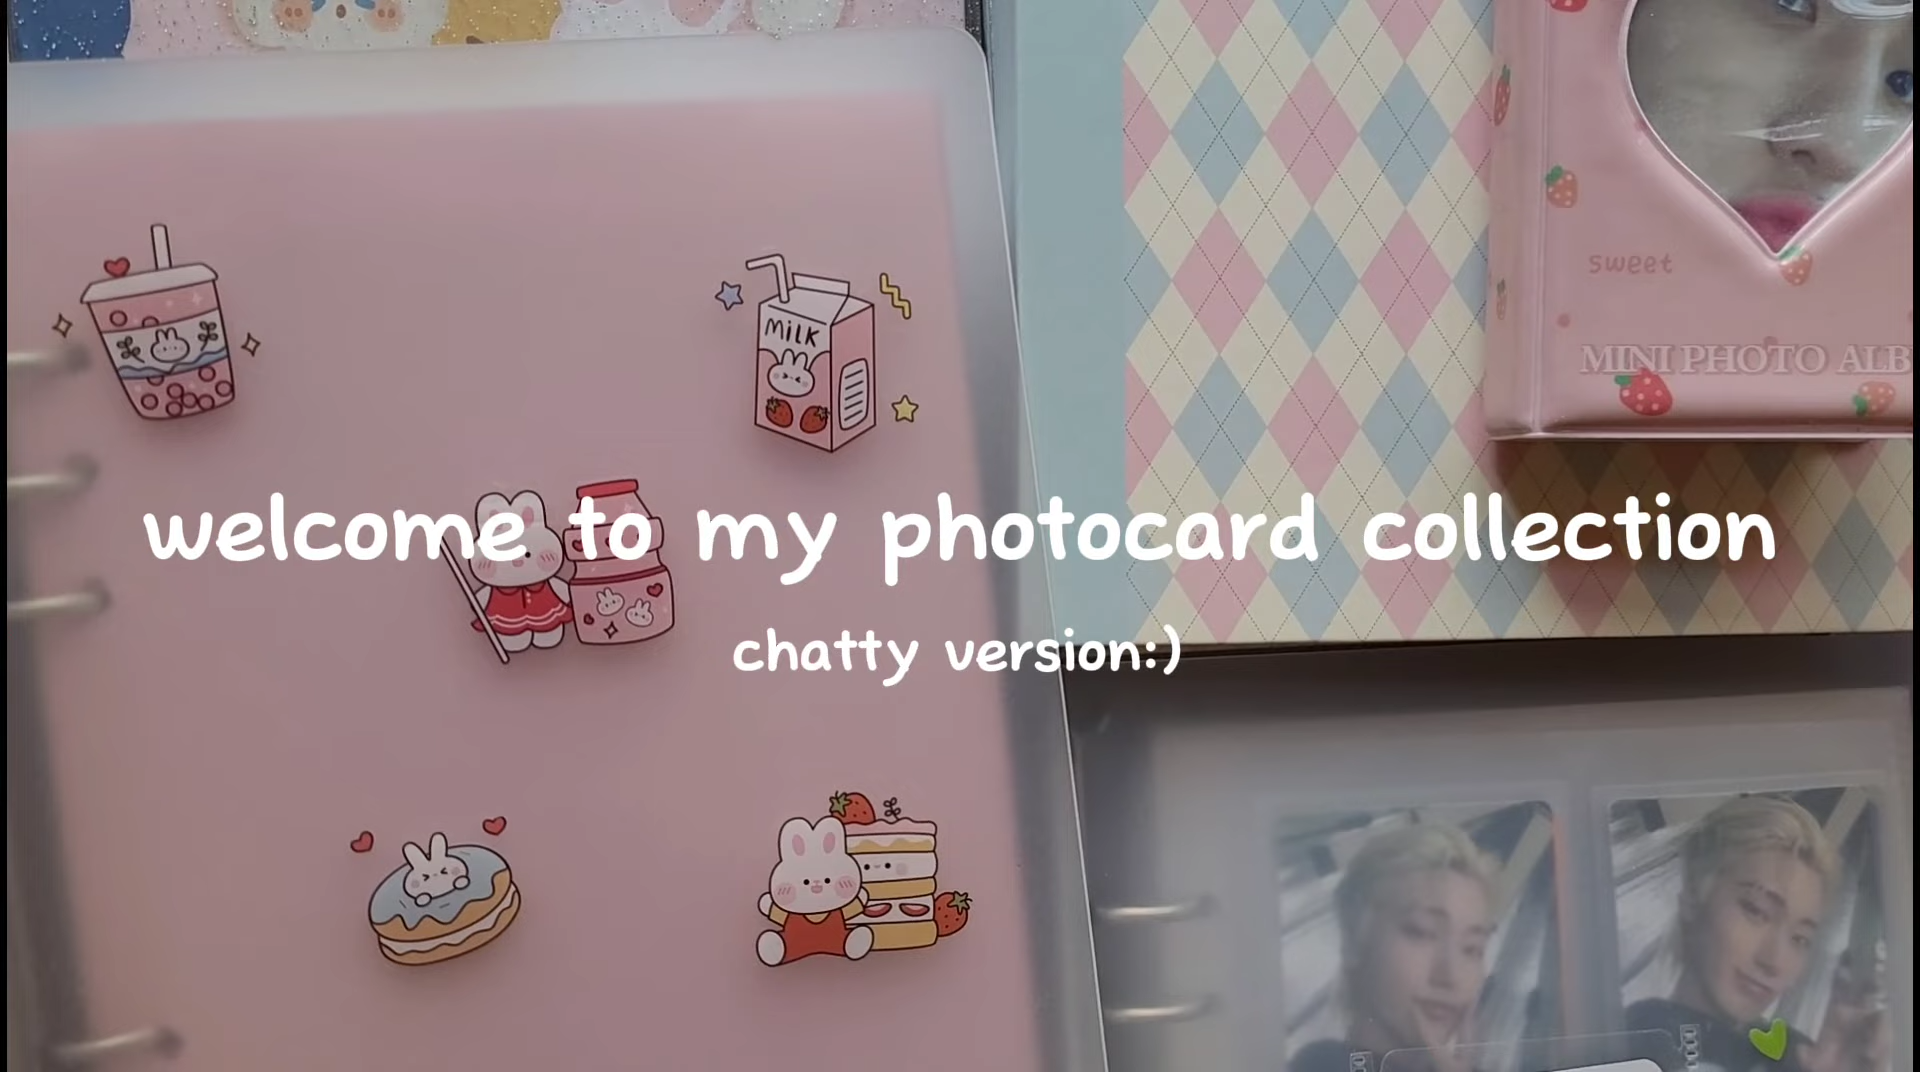 MiLK
sweet
MINI PHOTO ALB
welcome to my photocard collection
chatty version:)